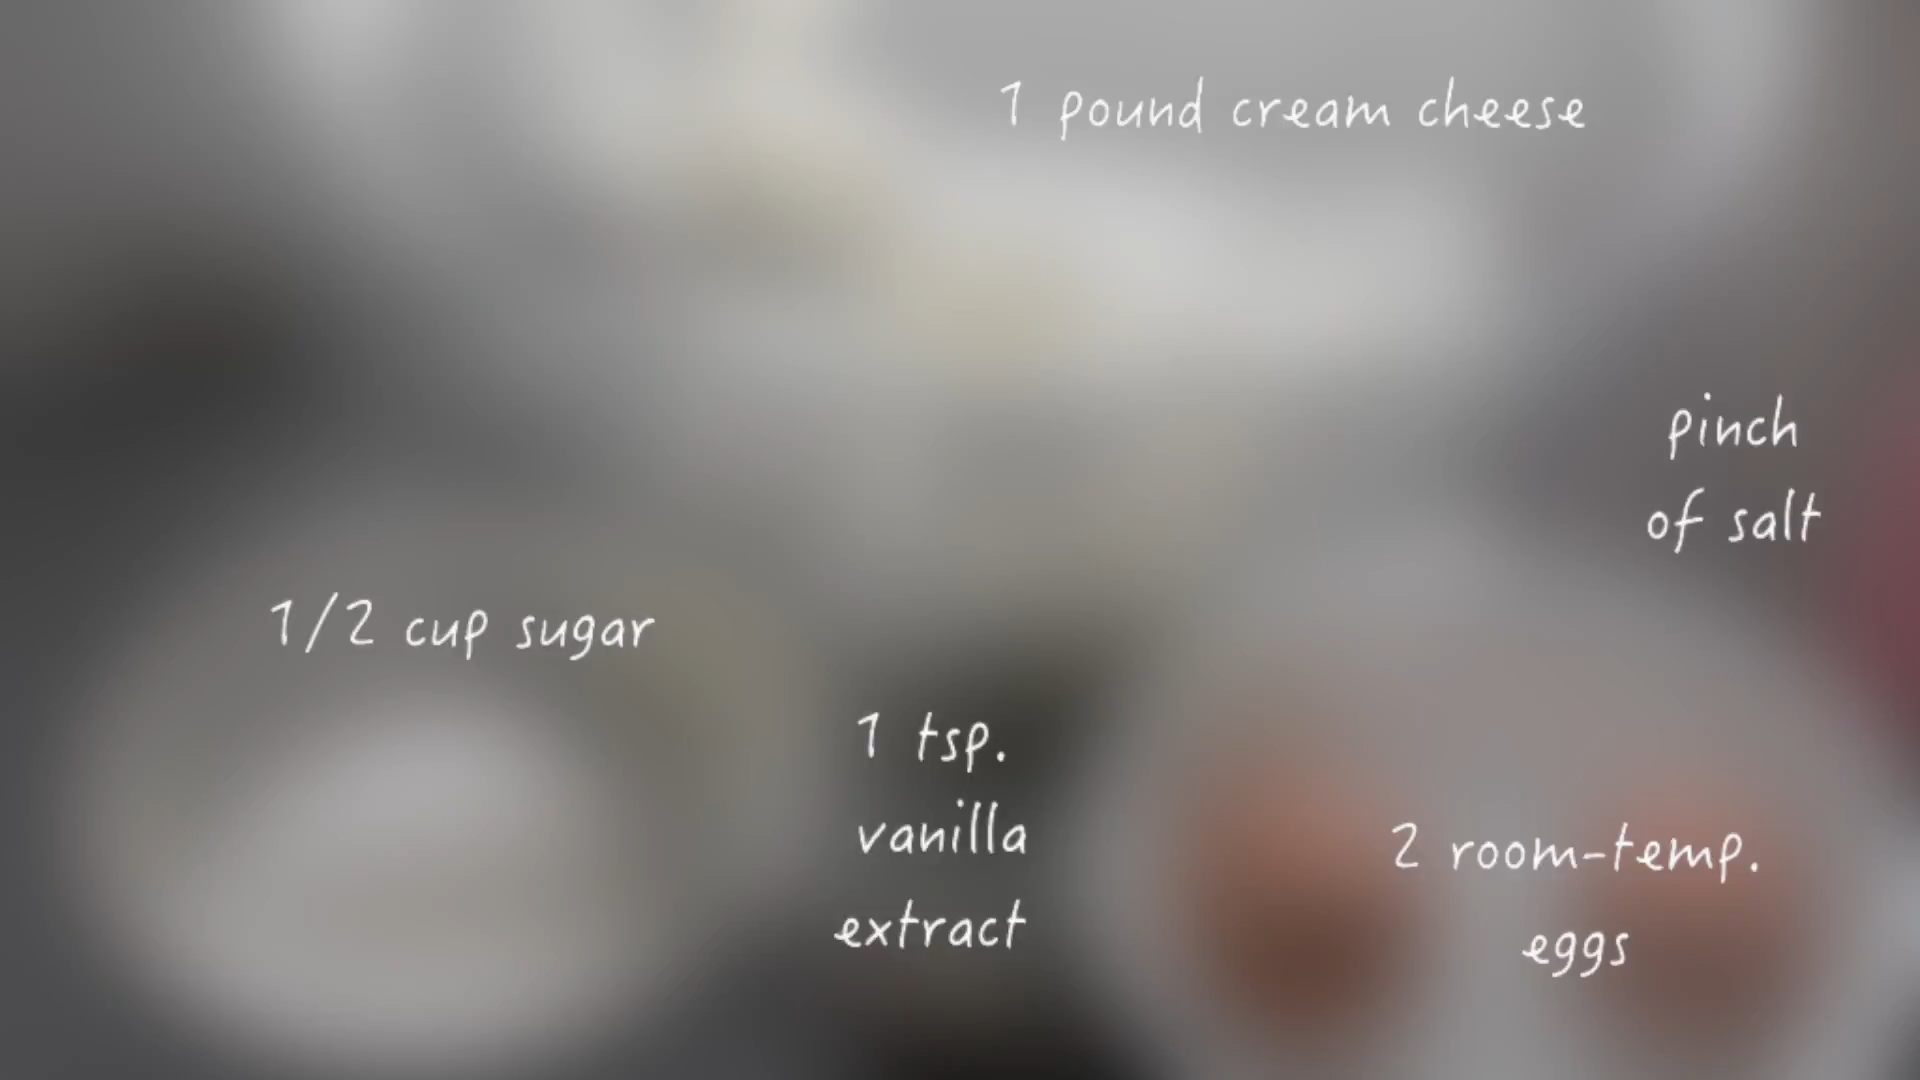 1 pound cream cheese
pinch
of salt
1/2 cup sugar
1 tsp.
vanilla
extract
2 room-temp.
eggs